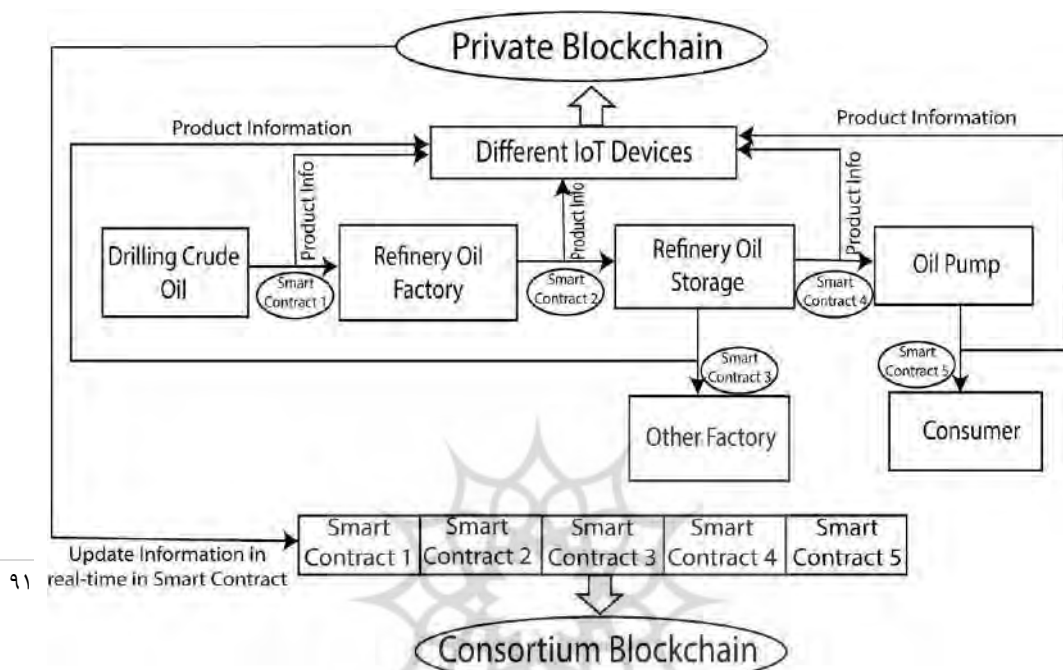 Private Blockchain
Product Information
Product Information
Different IoT Devices
Product Info
Product Info
Product Info
Drilling Crude
Oil
Smart
Contract 1
Refinery Oil
Factory
Smart
Contract 2
Refinery Oil
Storage
Smart
Contract 4
Oil Pump
Smart
Contract 3
Smart
Contract 5
Other Factory
Consumer
Update Information in
real-time in Smart Contract
Smart
Contract 1
Smart
Contract 2
Smart
Contract 3
Smart
Contract 4
Smart
Contract 5
۹۱
Consortium Blockchain